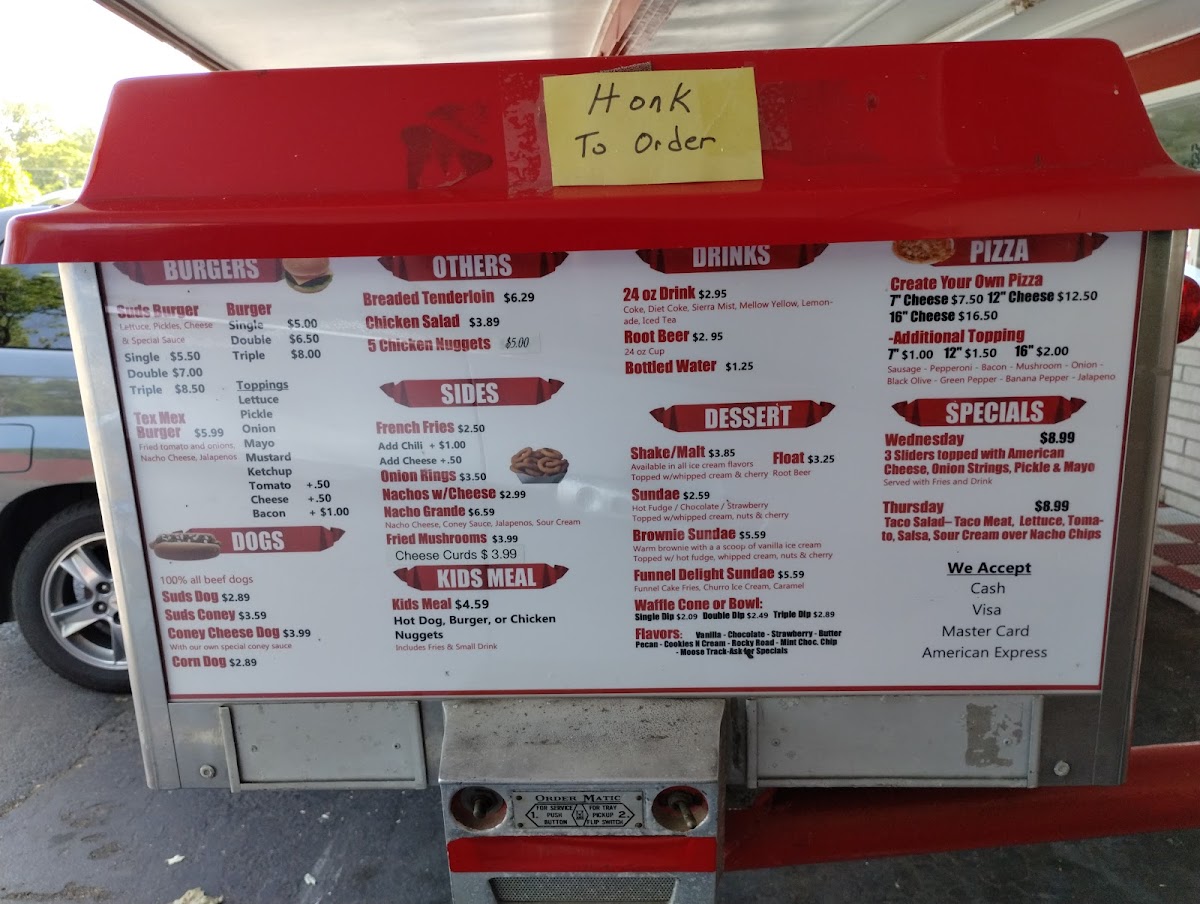 Honk
To Order
BURGERS
Suds Burger
Lettuce, Pickles, Cheese
& Special Sauce
Single $5.50
Double $7.00
Triple $8.50
Tex Mex
Burger $5.99
Fried tomato and onions,
Nacho Cheese, Jalapenos
Burger
Single $5.00
Double $6.50
Triple $8.00
Toppings
Lettuce
Pickle
Onion
Mayo
Mustard
Ketchup
Tomato +.50
Cheese +.50
Bacon + $1.00
DOGS
100% all beef dogs
Suds Dog $2.89
Suds Coney $3.59
Coney Cheese Dog $3.99
With our own special coney sauce
Corn Dog $2.89
OTHERS
Breaded Tenderloin $6.29
Chicken Salad $3.89
5 Chicken Nuggets $5.00
SIDES
French Fries $2.50
Add Chili + $1.00
Add Cheese +.50
Onion Rings $3.50
Nachos w/Cheese $2.99
Nacho Grande $6.59
Nacho Cheese, Coney Sauce, Jalapenos, Sour Cream
Fried Mushrooms $3.99
Cheese Curds $ 3.99
KIDS MEAL
Kids Meal $4.59
Hot Dog, Burger, or Chicken
Nuggets
Includes Fries & Small Drink
DRINKS
24 oz Drink $2.95
Coke, Diet Coke, Sierra Mist, Mellow Yellow, Lemon-
ade, Iced Tea
Root Beer $2. 95
24 oz Cup
Bottled Water $1.25
DESSERT
Shake/Malt $3.85
Available in all ice cream flavors
Topped w/whipped cream & cherry
Float $3.25
Root Beer
Sundae $2.59
Hot Fudge / Chocolate / Strawberry
Topped w/whipped cream, nuts & cherry
Brownie Sundae $5.59
Warm brownie with a a scoop of vanilla ice cream
Topped w/ hot fudge, whipped cream, nuts & cherry
Funnel Delight Sundae $5.59
Funnel Cake Fries, Churro Ice Cream, Caramel
Waffle Cone or Bowl:
Single Dip $2.09 Double Dip $2.49 Triple Dip $2.89
Flavors: Vanilla - Chocolate - Strawberry - Butter
Pecan - Cookies N Cream - Rocky Road - Mint Choc. Chip
- Moose Track-Ask for Specials
PIZZA
Create Your Own Pizza
7" Cheese $7.50 12" Cheese $12.50
16" Cheese $16.50
-Additional Topping
7" $1.00 12" $1.50 16" $2.00
Sausage - Pepperoni - Bacon - Mushroom - Onion -
Black Olive - Green Pepper - Banana Pepper - Jalapeno
SPECIALS
Wednesday $8.99
3 Sliders topped with American
Cheese, Onion Strings, Pickle & Mayo
Served with Fries and Drink
Thursday $8.99
Taco Salad– Taco Meat, Lettuce, Toma-
to, Salsa, Sour Cream over Nacho Chips
We Accept
Cash
Visa
Master Card
American Express
ORDER MATIC
FOR SERVICE
1. PUSH
BUTTON
FOR TRAY
PICKUP 2.
FLIP SWITCH